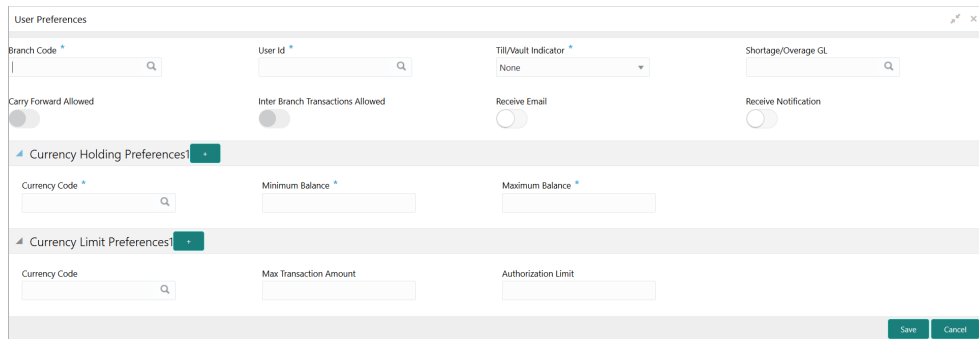 User Preferences
Branch Code * User Id * Till/Vault Indicator * Shortage/Overage GL
None
Carry Forward Allowed Inter Branch Transactions Allowed Receive Email Receive Notification
Currency Holding Preferences1 +
Currency Code * Minimum Balance * Maximum Balance *
Currency Limit Preferences1 +
Currency Code Max Transaction Amount Authorization Limit
Save Cancel